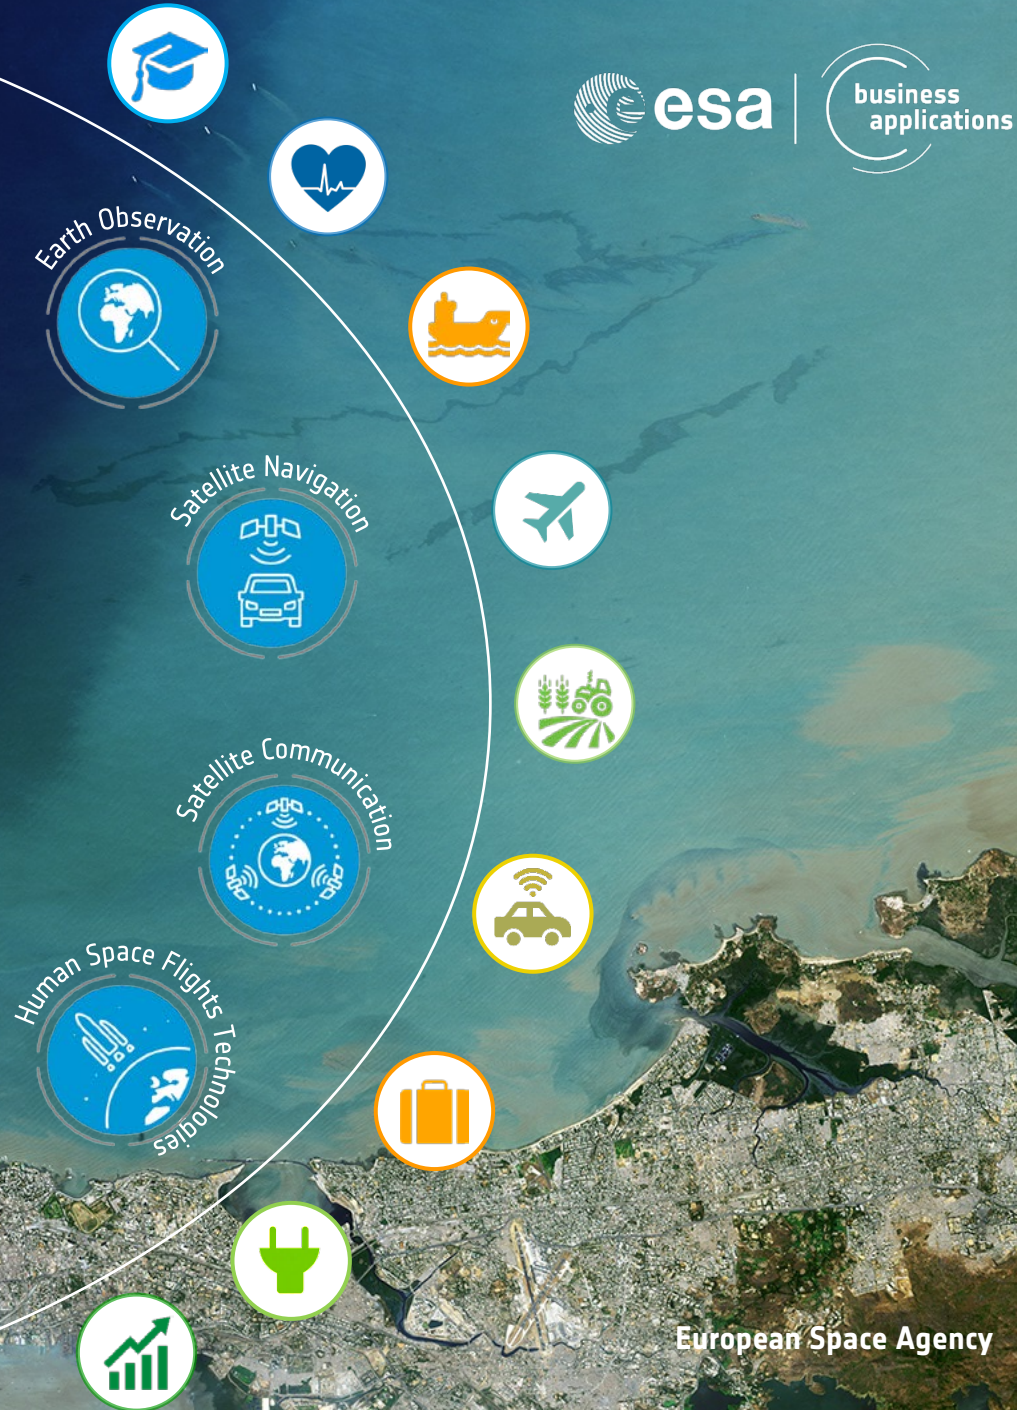 esa
business
applications
Earth Observation
Satellite Navigation
Satellite Communication
Human Space Flights Technologies
European Space Agency